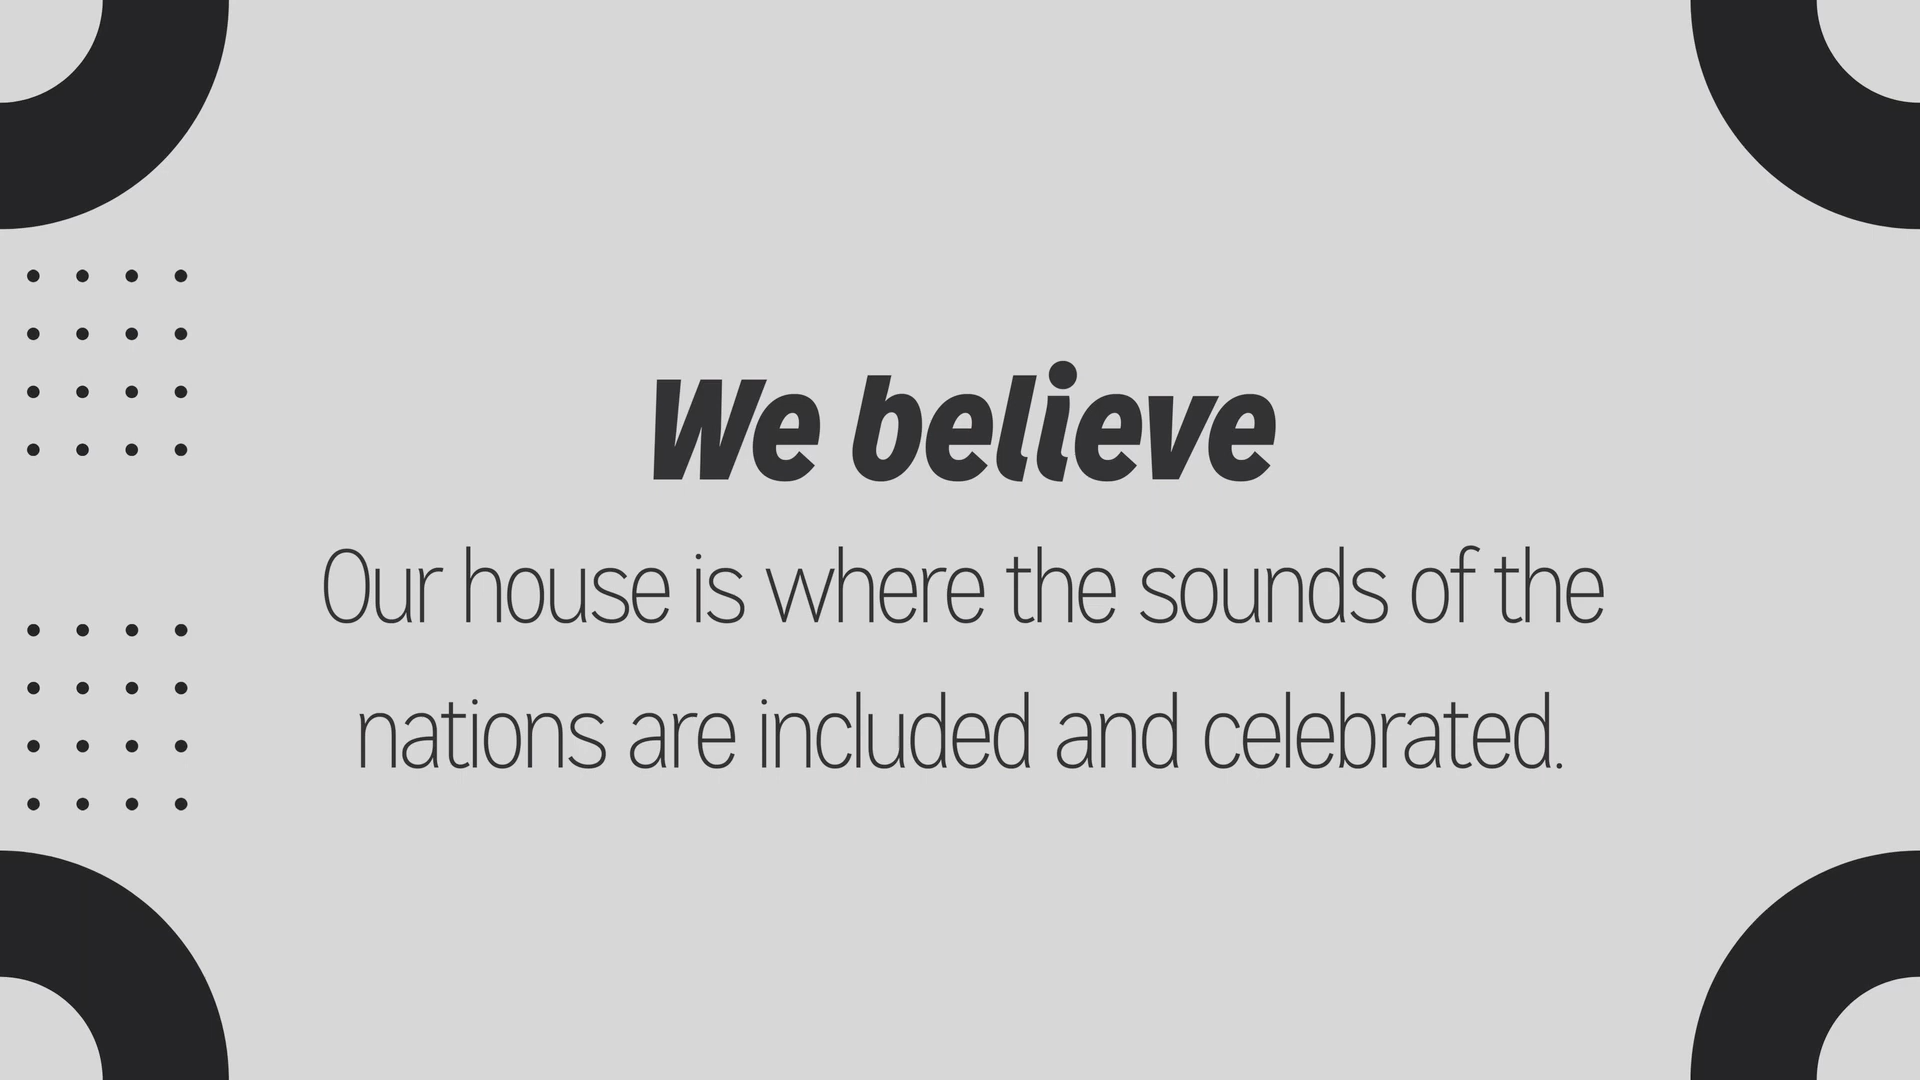 We believe
Our house is where the sounds of the
nations are included and celebrated.